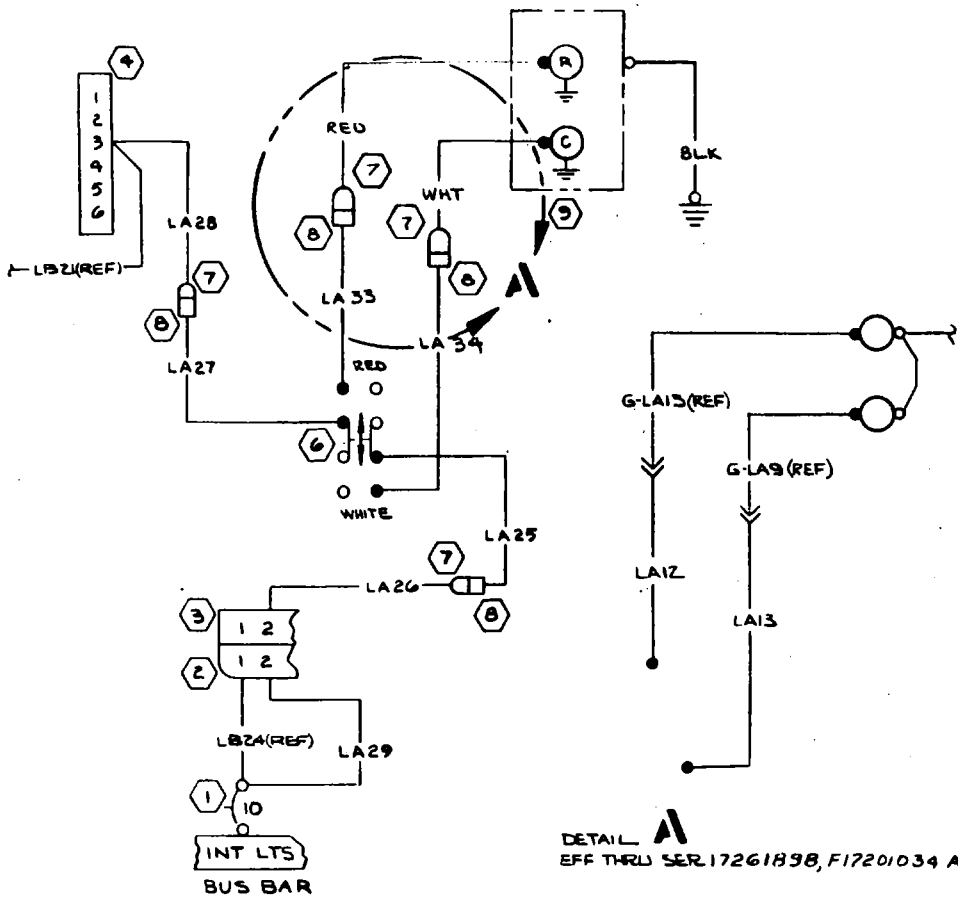 4
1
2
3
4
5
6
LA28
LB21(REF)
7
8
LA27
R
C
RED
7
8
WHT
7
8
9
BLK
A
LA33
LA34
RED
6
WHITE
LA25
7
8
LA26
3
1 2
2
1 2
LB24(REF)
LA29
1
10
INT LTS
BUS BAR
G-LA13(REF)
G-LA9(REF)
LA12
LA13
DETAIL A
EFF THRU SER 17261898, F17201034 A